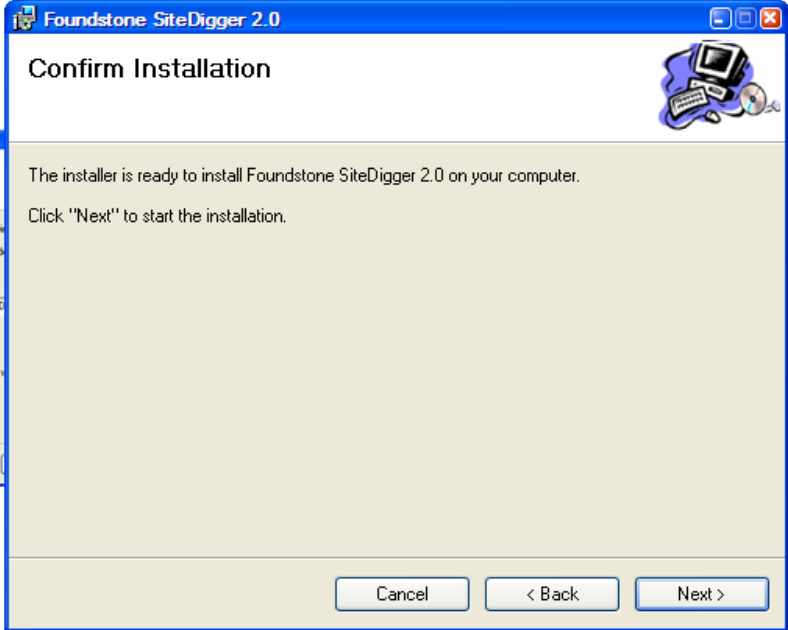 Foundstone SiteDigger 2.0
Confirm Installation
The installer is ready to install Foundstone SiteDigger 2.0 on your computer.
Click "Next" to start the installation.
Cancel
< Back
Next >